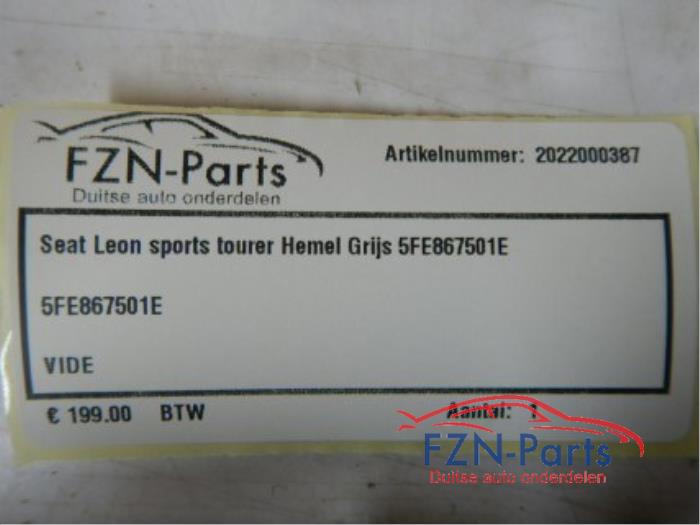 FZN-Parts
Duitse auto onderdelen
Artikelnummer: 2022000387
Seat Leon sports tourer Hemel Grijs 5FE867501E
5FE867501E
VIDE
€ 199.00 BTW Aantal: 1
FZN-Parts
Duitse auto onderdelen